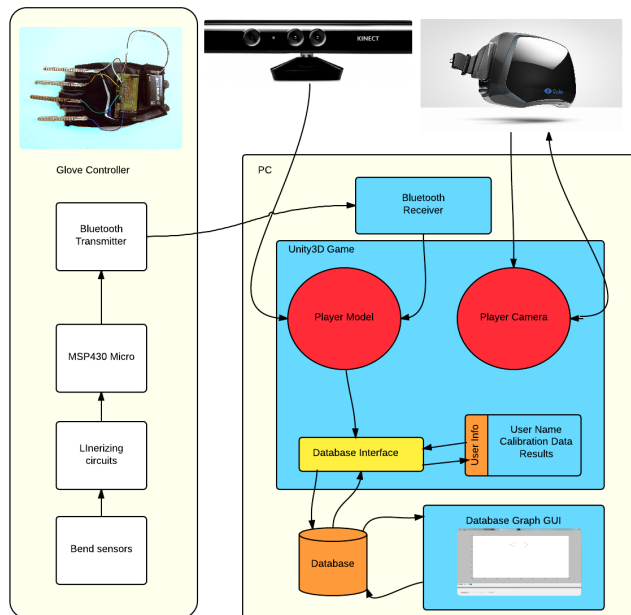 KINECT
Glove Controller
PC
Bluetooth
Transmitter
Bluetooth
Receiver
Unity3D Game
Player Model
Player Camera
MSP430 Micro
LInerizing
circuits
Bend sensors
Database Interface
User Info
User Name
Calibration Data
Results
Database
Database Graph GUI